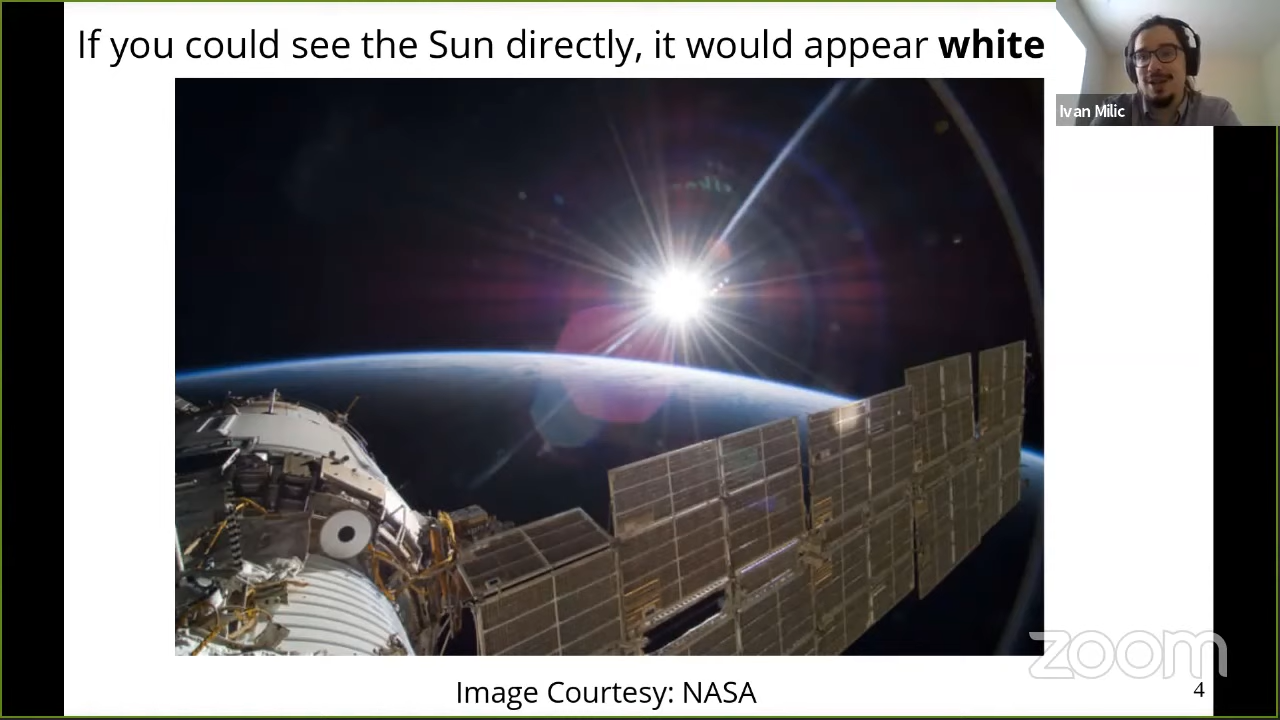 If you could see the Sun directly, it would appear white
Ivan Milic
zoom
Image Courtesy: NASA
4